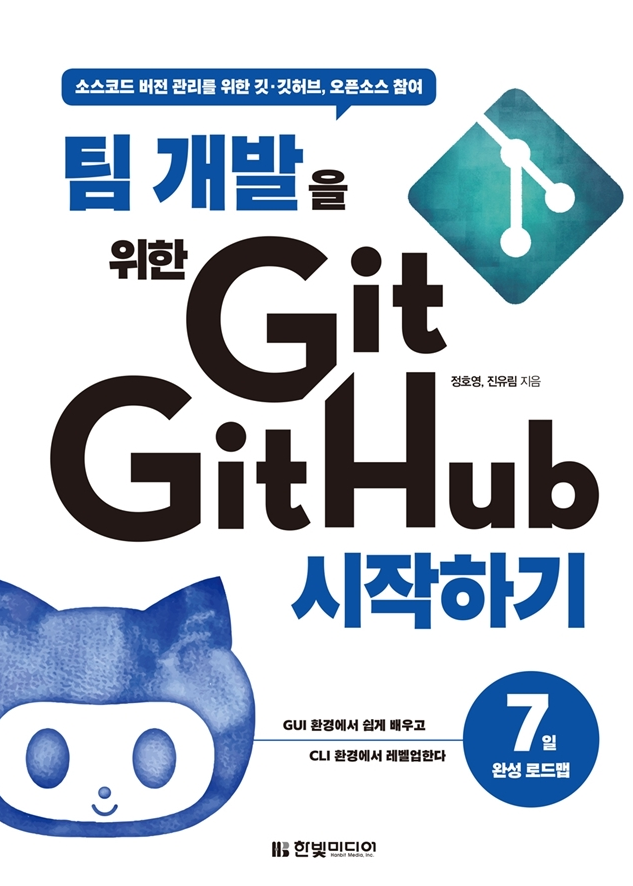 소스코드 버전 관리를 위한 깃·깃허브, 오픈소스 참여
팀 개발을
위한 Git
정호영, 진유림 지음
GitHub
시작하기
GUI 환경에서 쉽게 배우고
CLI 환경에서 레벨업한다
7일
완성 로드맵
HB 한빛미디어
Hanbit Media, Inc.